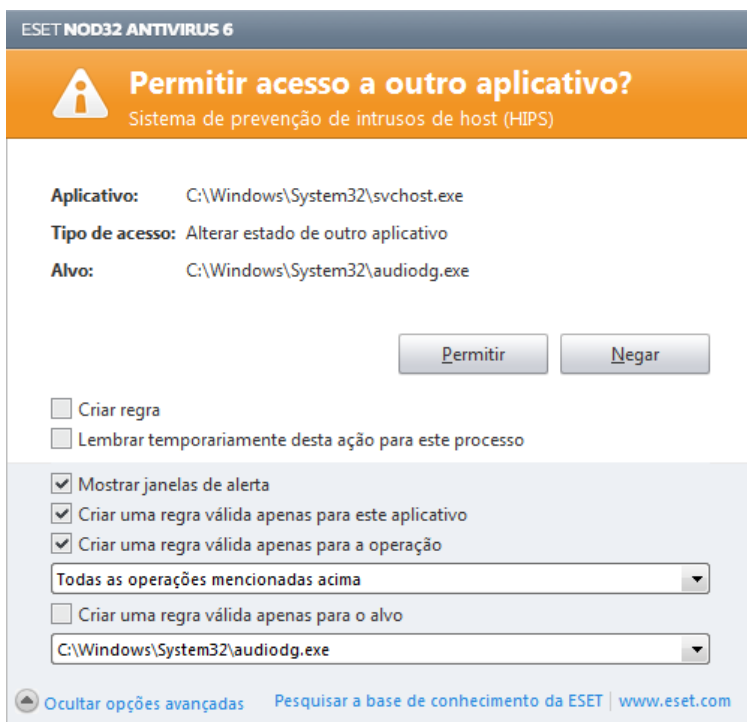 ESET NOD32 ANTIVIRUS 6
Permitir acesso a outro aplicativo?
Sistema de prevenção de intrusos de host (HIPS)
Aplicativo: C:\Windows\System32\svchost.exe
Tipo de acesso: Alterar estado de outro aplicativo
Alvo: C:\Windows\System32\audiodg.exe
Permitir Negar
Criar regra
Lembrar temporariamente desta ação para este processo
Mostrar janelas de alerta
Criar uma regra válida apenas para este aplicativo
Criar uma regra válida apenas para a operação
Todas as operações mencionadas acima
Criar uma regra válida apenas para o alvo
C:\Windows\System32\audiodg.exe
Ocultar opções avançadas Pesquisar a base de conhecimento da ESET | www.eset.com